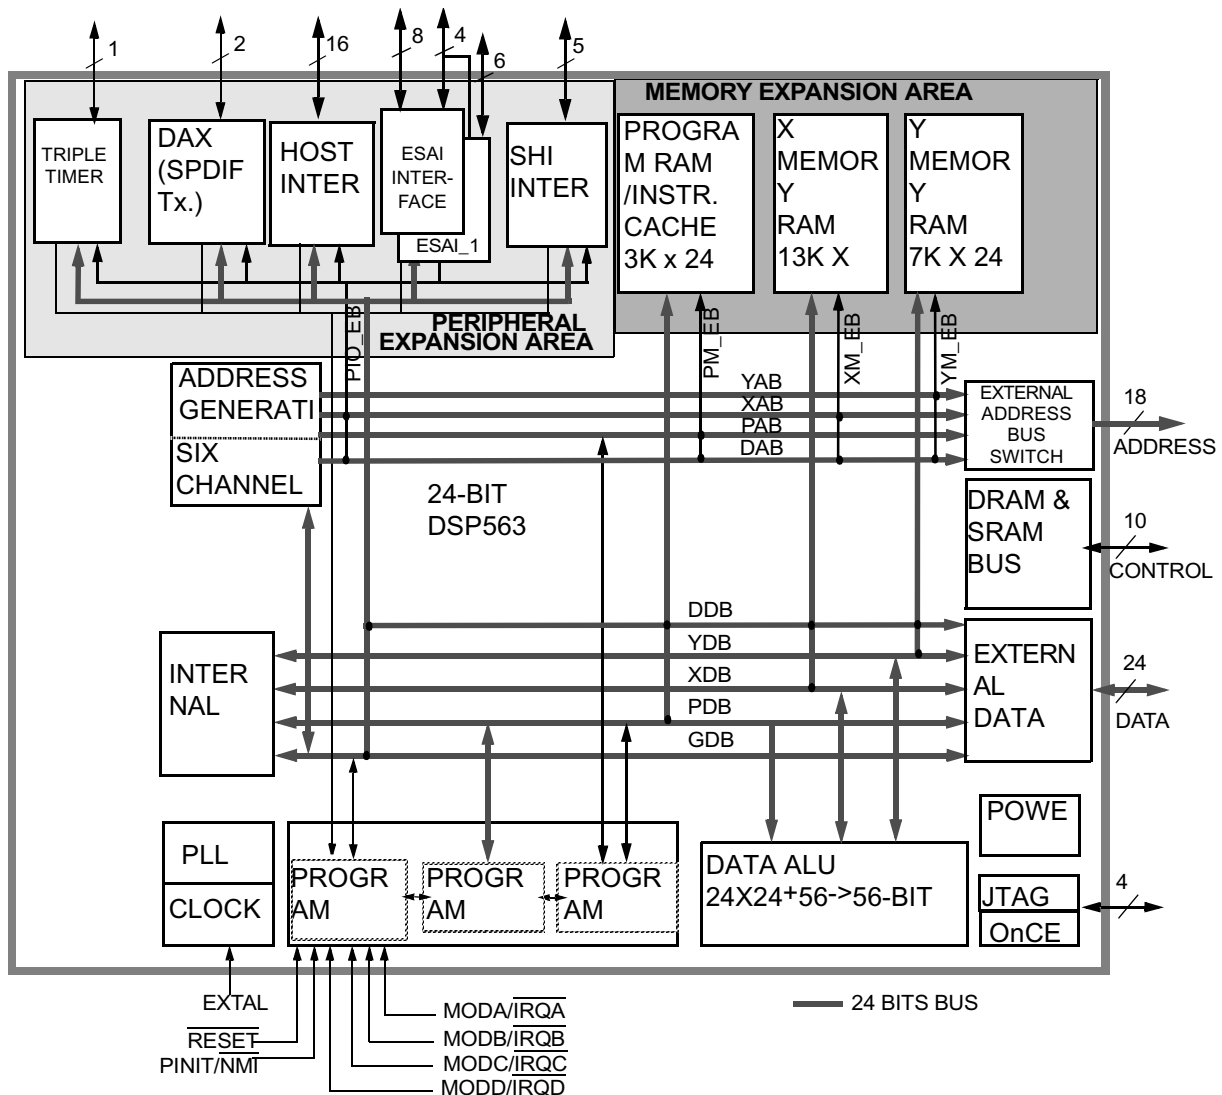 1
2
16
8
4
6
5
MEMORY EXPANSION AREA
TRIPLE
TIMER
DAX
(SPDIF
Tx.)
HOST
INTER
ESAI
INTER-
FACE
ESAI_1
SHI
INTER
PROGRA
M RAM
/INSTR.
CACHE
3K x 24
X
MEMOR
Y
RAM
13K X
Y
MEMOR
Y
RAM
7K X 24
PERIPHERAL
EXPANSION AREA
PIO_EB
PM_EB
XM_EB
YM_EB
ADDRESS
GENERATI
SIX
CHANNEL
YAB
XAB
PAB
DAB
EXTERNAL
ADDRESS
BUS
SWITCH
18
ADDRESS
24-BIT
DSP563
DRAM &
SRAM
BUS
10
CONTROL
DDB
YDB
XDB
PDB
GDB
INTER
NAL
EXTERN
AL
DATA
24
DATA
PLL
CLOCK
PROGR
AM
PROGR
AM
PROGR
AM
DATA ALU
24X24+56->56-BIT
POWE
JTAG
OnCE
4
EXTAL
RESET
PINIT/NMI
MODA/IRQA
MODB/IRQB
MODC/IRQC
MODD/IRQD
24 BITS BUS